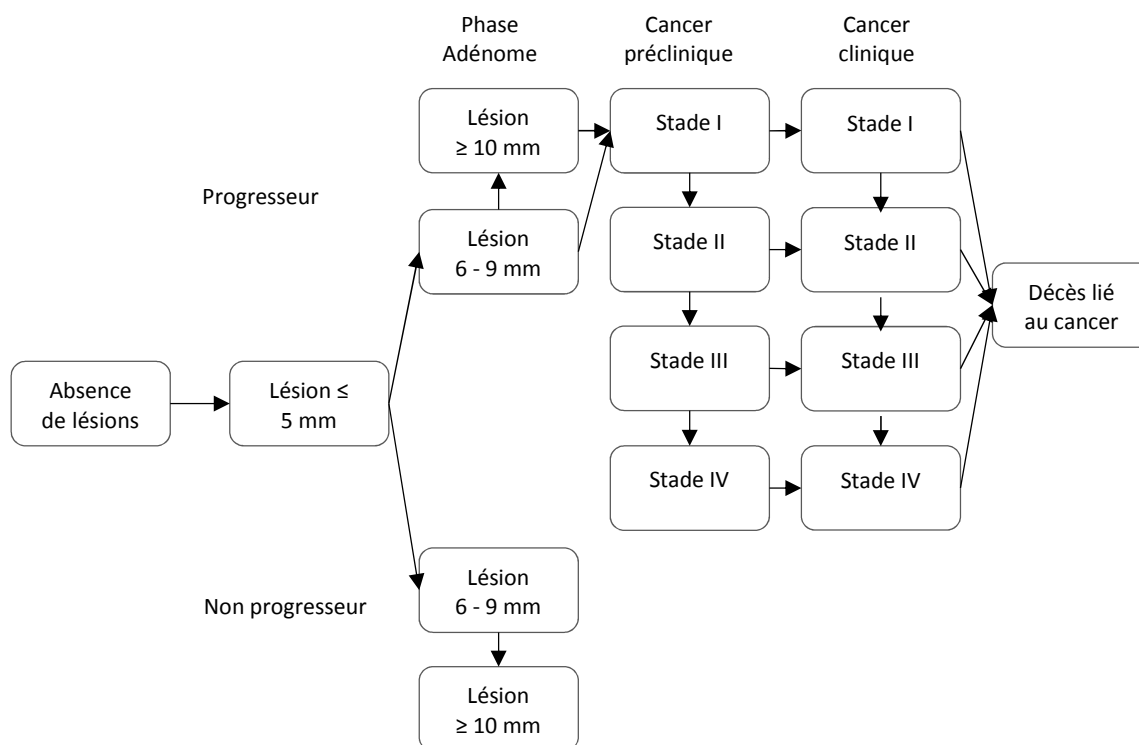 Phase
Adénome
Cancer
préclinique
Cancer
clinique
Lésion
≥ 10 mm
Stade I
Stade I
Progresseur
Lésion
6 - 9 mm
Stade II
Stade II
Décès lié
au cancer
Absence
de lésions
Lésion ≤
5 mm
Stade III
Stade III
Stade IV
Stade IV
Non progresseur
Lésion
6 - 9 mm
Lésion
≥ 10 mm